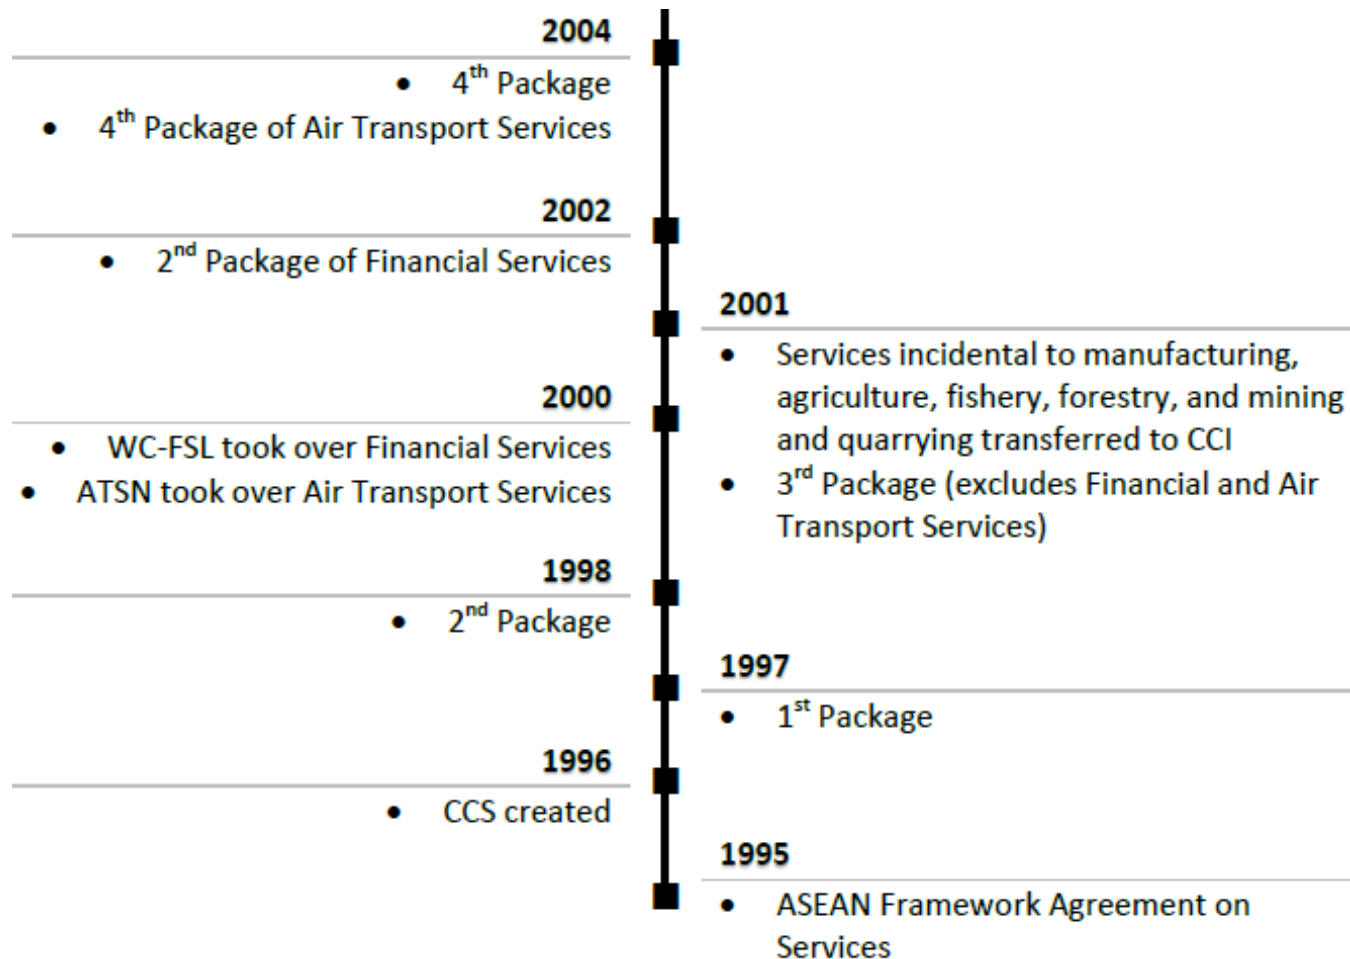 2004
• 4th Package
• 4th Package of Air Transport Services
2002
• 2nd Package of Financial Services
2001
• Services incidental to manufacturing,
agriculture, fishery, forestry, and mining
and quarrying transferred to CCI
• 3rd Package (excludes Financial and Air
Transport Services)
2000
• WC-FSL took over Financial Services
• ATSN took over Air Transport Services
1998
• 2nd Package
1997
• 1st Package
1996
• CCS created
1995
• ASEAN Framework Agreement on
Services